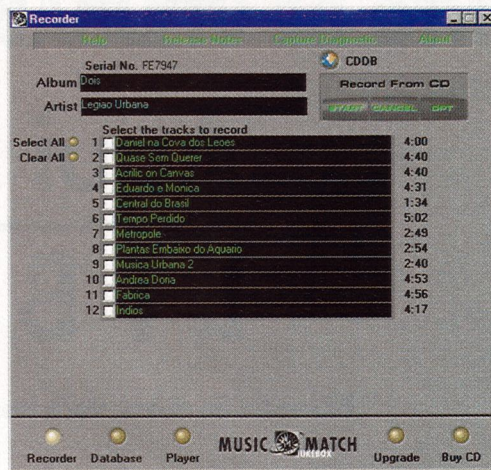 Recorder
Help Release Notes Capture Diagnostic About
Serial No. FE7947
CDDB
Album Dois
Record From CD
Artist Legiao Urbana
START CANCEL OPT
Select the tracks to record
Select All 1 Daniel na Cova dos Leoes 4:00
Clear All 2 Quase Sem Querer 4:40
3 Acrilic on Canvas 4:40
4 Eduardo e Monica 4:31
5 Central do Brasil 1:34
6 Tempo Perdido 5:02
7 Metropole 2:49
8 Plantas Embaixo do Aquario 2:54
9 Musica Urbana 2 2:40
10 Andrea Doria 4:53
11 Fabrica 4:56
12 Indios 4:17
Recorder Database Player MUSIC MATCH JUKEBOX Upgrade Buy CD